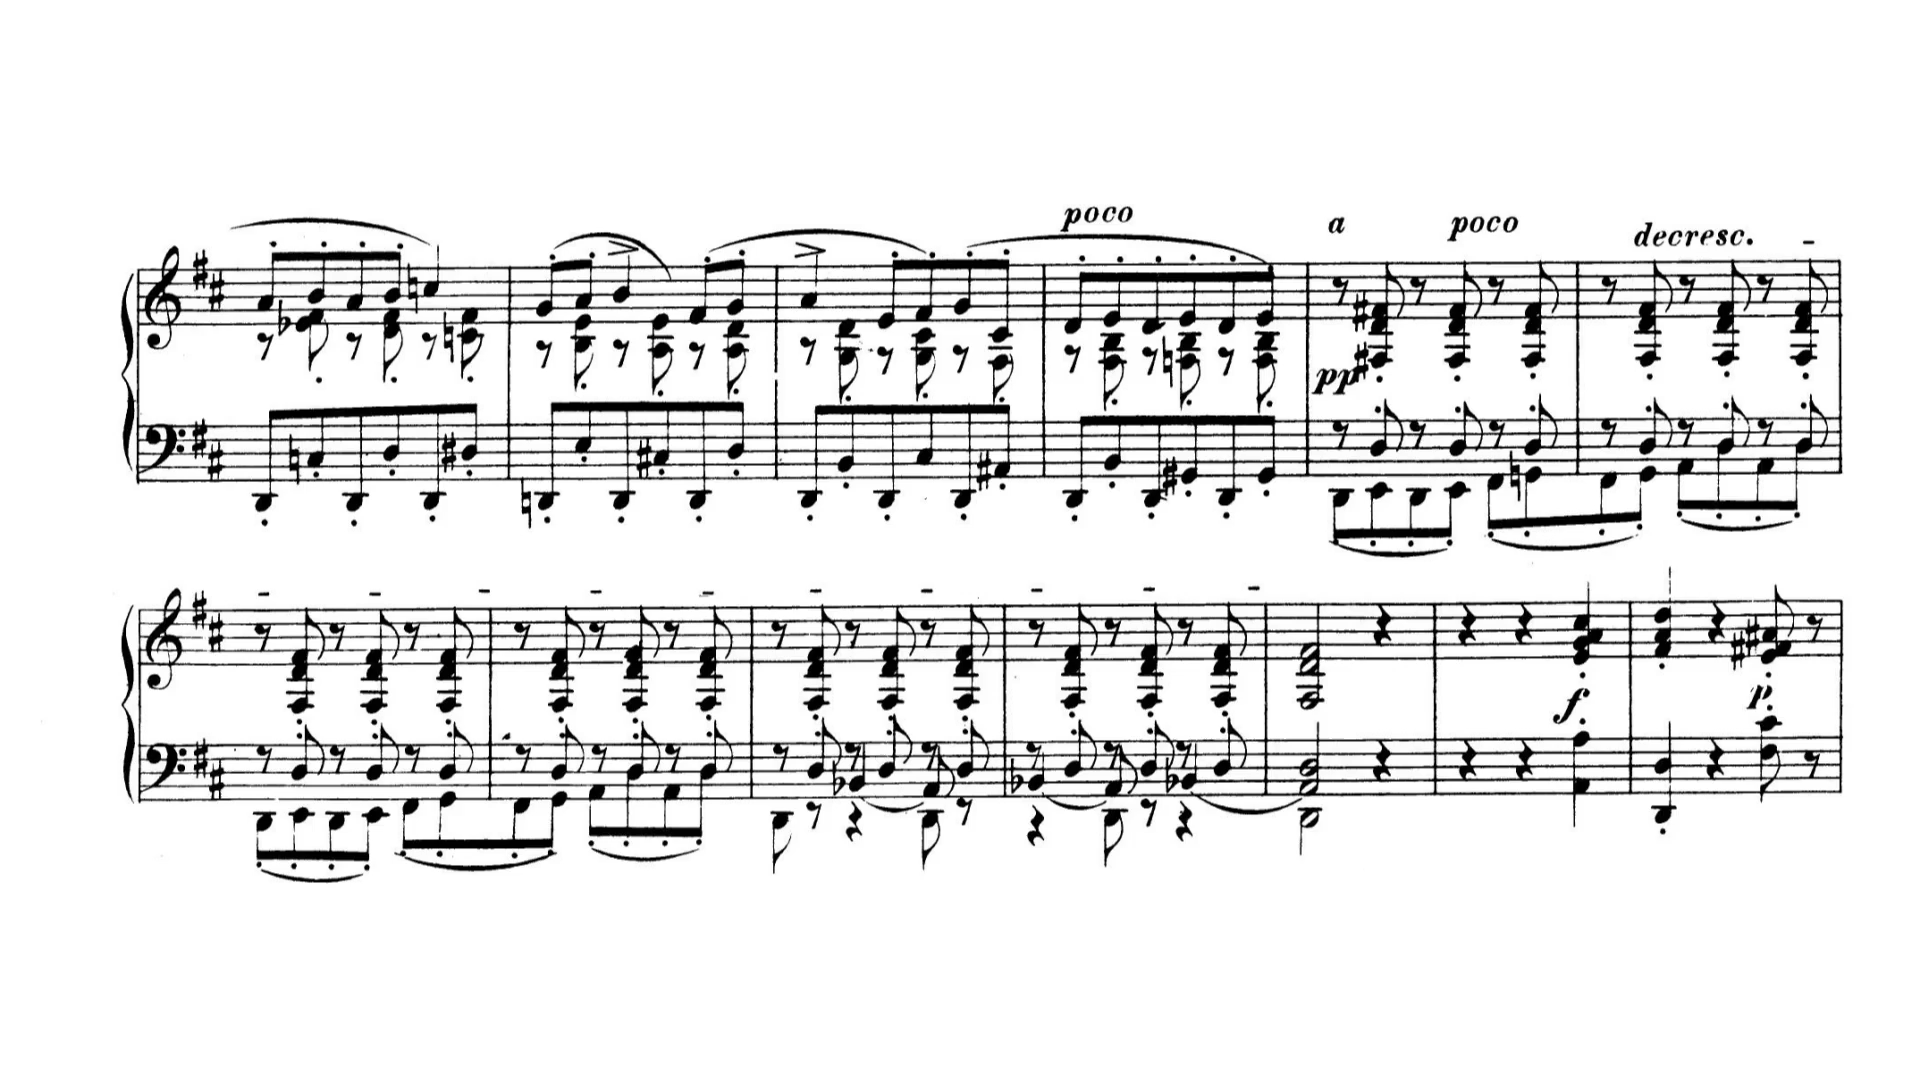 poco a poco decresc. -
- - - - - - - - - -
pp
f p